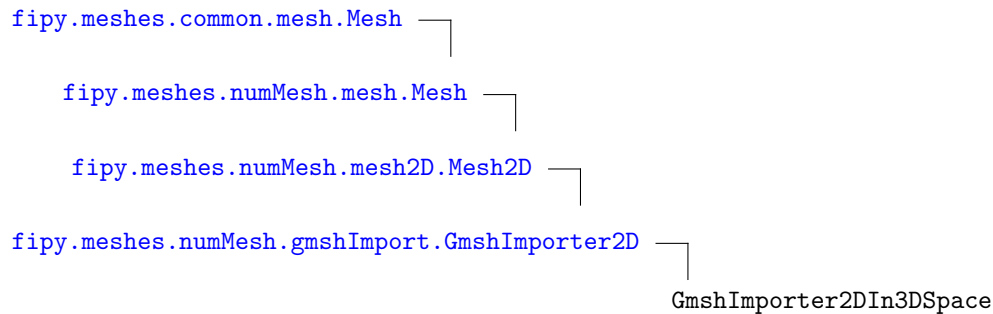 fipy.meshes.common.mesh.Mesh
fipy.meshes.numMesh.mesh.Mesh
fipy.meshes.numMesh.mesh2D.Mesh2D
fipy.meshes.numMesh.gmshImport.GmshImporter2D
GmshImporter2DIn3DSpace